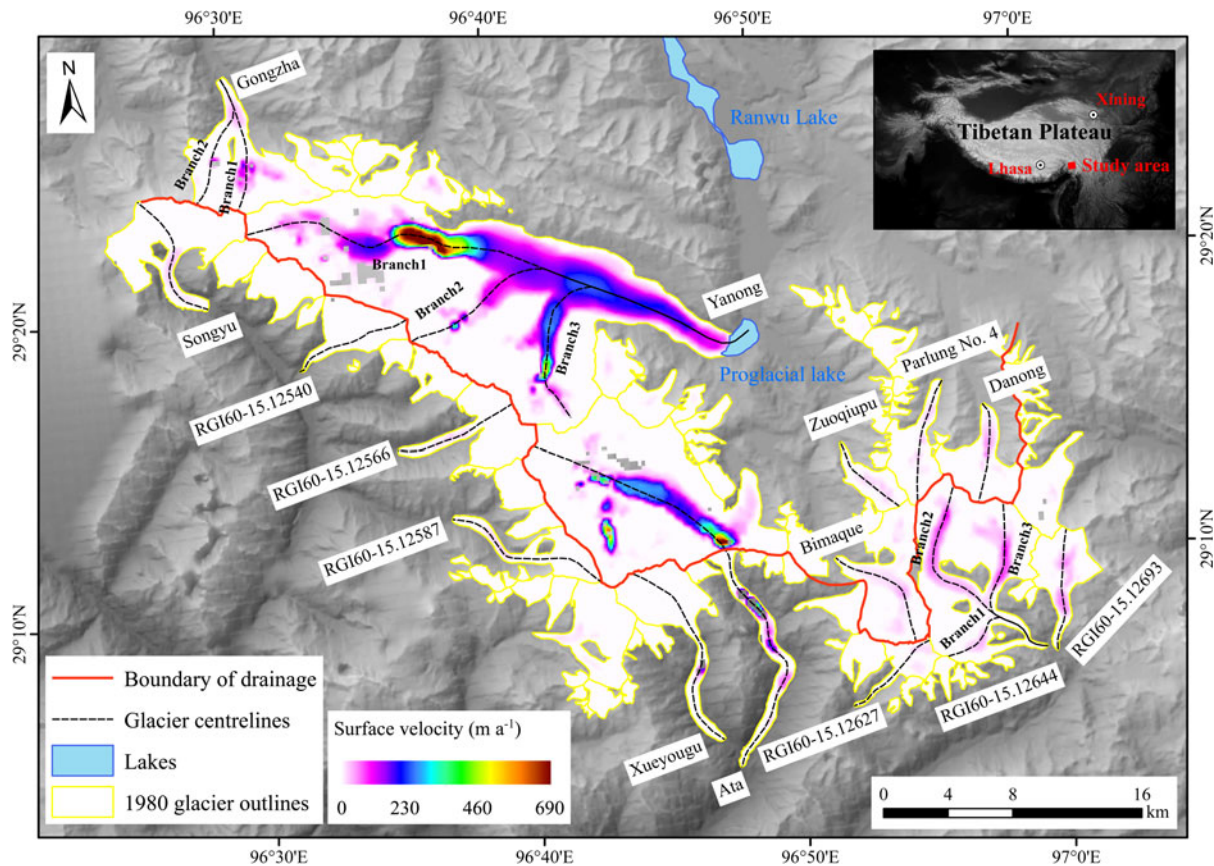 96°30'E
96°40'E
96°50'E
97°0'E
N
Gongzha
Branch2
Branch1
Ranwu Lake
Xining
Tibetan Plateau
Lhasa
Study area
29°20'N
Branch1
Branch2
Branch3
Songyu
Yanong
Proglacial lake
29°20'N
RGI60-15.12540
RGI60-15.12566
RGI60-15.12587
Parlung No. 4
Danong
Zuoqiupu
Bimaque
Branch2
Branch3
Branch1
29°10'N
29°10'N
RGI60-15.12693
RGI60-15.12644
RGI60-15.12627
Xueyougu
Ata
Boundary of drainage
Glacier centrelines
Lakes
1980 glacier outlines
Surface velocity (m a⁻¹)
0 230 460 690
0 4 8 16
km
96°30'E
96°40'E
96°50'E
97°0'E